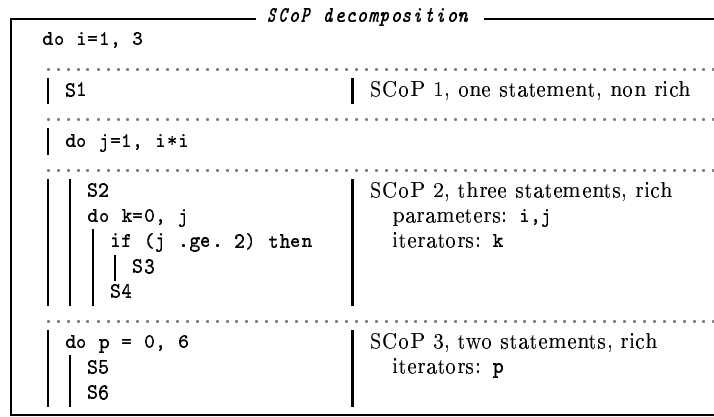 SCoP decomposition
do i=1, 3
S1 SCoP 1, one statement, non rich
do j=1, i*i
S2 SCoP 2, three statements, rich
do k=0, j parameters: i,j
if (j .ge. 2) then iterators: k
S3
S4
do p = 0, 6 SCoP 3, two statements, rich
S5 iterators: p
S6